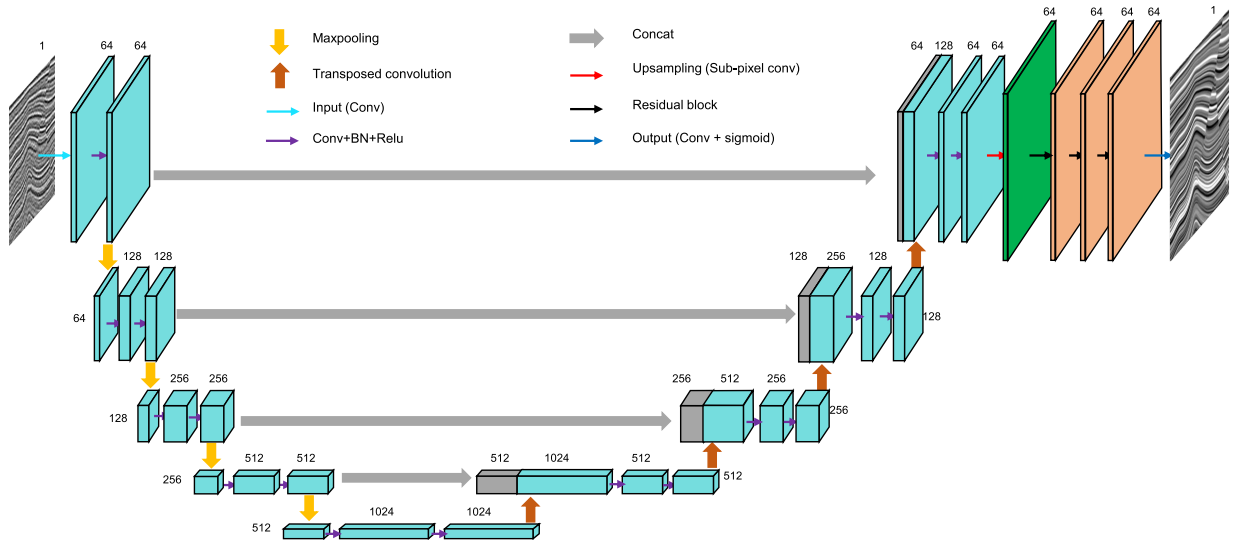 1
64 64
Maxpooling
Transposed convolution
Input (Conv)
Conv+BN+Relu
Concat
Upsampling (Sub-pixel conv)
Residual block
Output (Conv + sigmoid)
64 128 64 64
64
64 64 64
1
128 128
64
128 256
128
128
256 256
128
256 512
256
256
512 512
256
512 1024
512
512
1024 1024
512